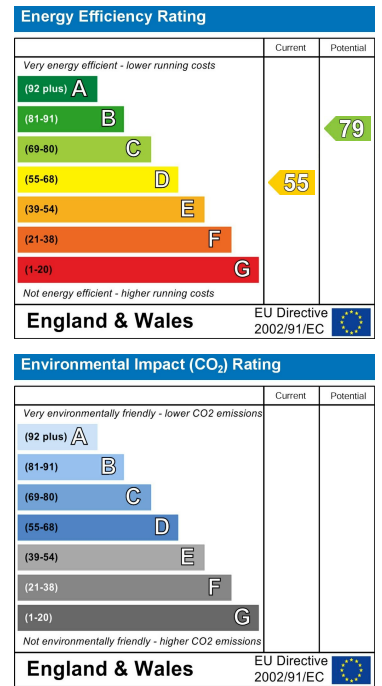 Energy Efficiency Rating
Current Potential
Very energy efficient - lower running costs
(92 plus) A
(81-91) B
(69-80) C
79
(55-68) D
55
(39-54) E
(21-38) F
(1-20) G
Not energy efficient - higher running costs
England & Wales
EU Directive
2002/91/EC
Environmental Impact (CO₂) Rating
Current Potential
Very environmentally friendly - lower CO2 emissions
(92 plus) A
(81-91) B
(69-80) C
(55-68) D
(39-54) E
(21-38) F
(1-20) G
Not environmentally friendly - higher CO2 emissions
England & Wales
EU Directive
2002/91/EC